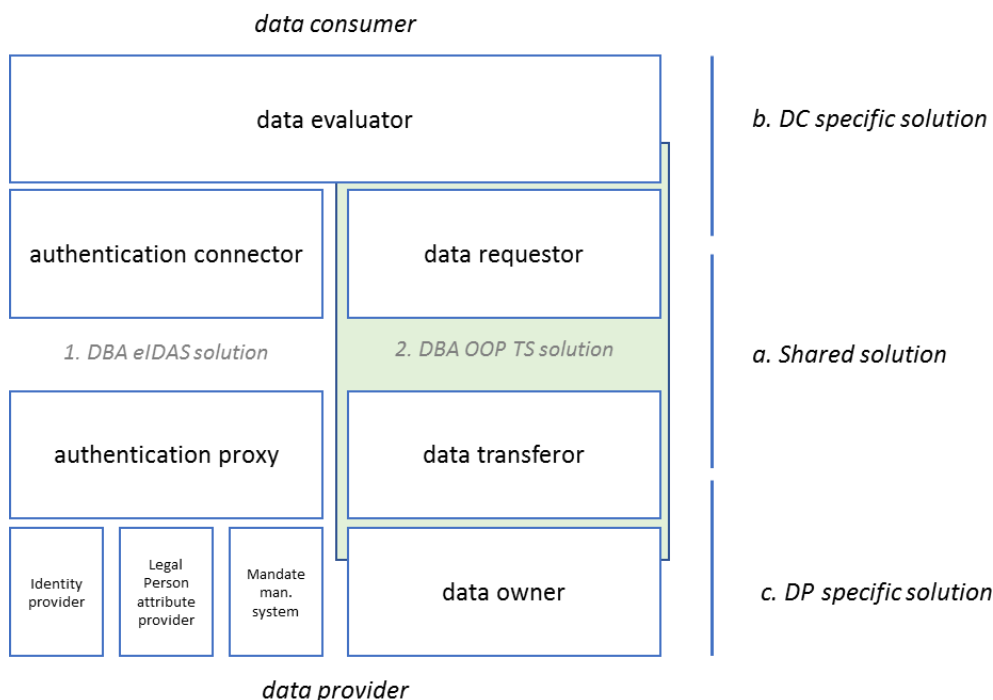 data consumer
data evaluator
b. DC specific solution
authentication connector
data requestor
1. DBA eIDAS solution
2. DBA OOP TS solution
a. Shared solution
authentication proxy
data transferor
Identity
provider
Legal
Person
attribute
provider
Mandate
man.
system
data owner
c. DP specific solution
data provider